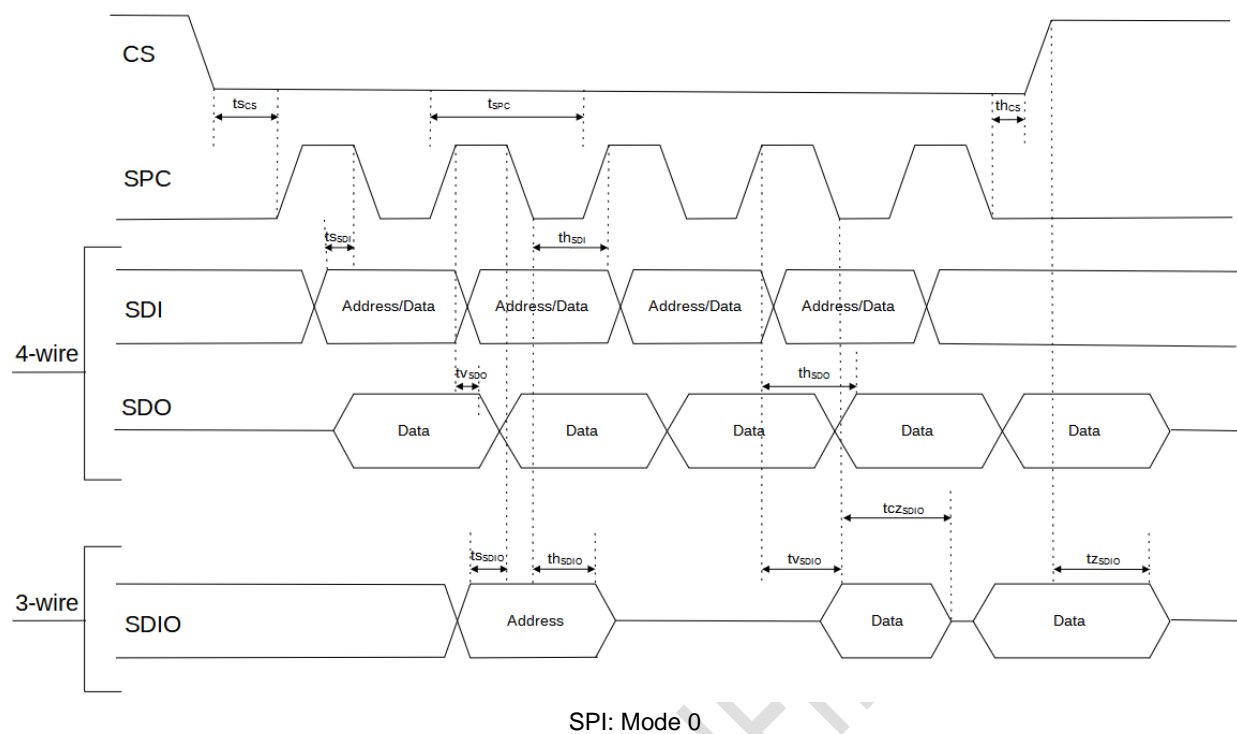 CS
tsCS
tSPC
thCS
SPC
tsSDI
thSDI
SDI
Address/Data
Address/Data
Address/Data
Address/Data
4-wire
tvSDO
thSDO
SDO
Data
Data
Data
Data
Data
tczSDIO
tsSDIO
thSDIO
tvSDIO
tzSDIO
3-wire
SDIO
Address
Data
Data
SPI: Mode 0